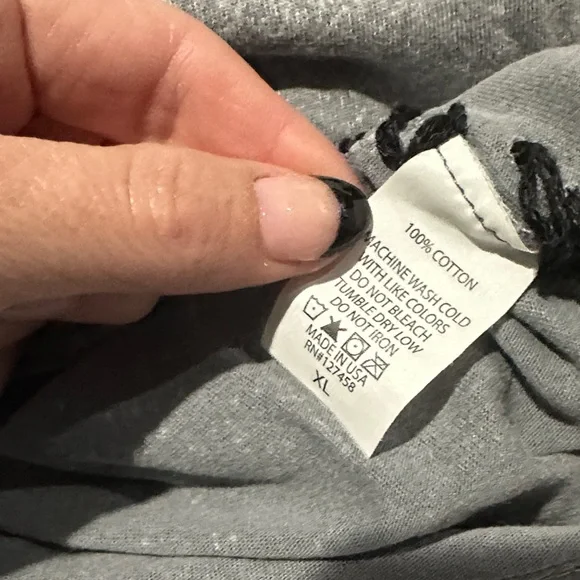 100% COTTON
MACHINE WASH COLD
WITH LIKE COLORS
DO NOT BLEACH
TUMBLE DRY LOW
DO NOT IRON
MADE IN USA
RN#127458
XL